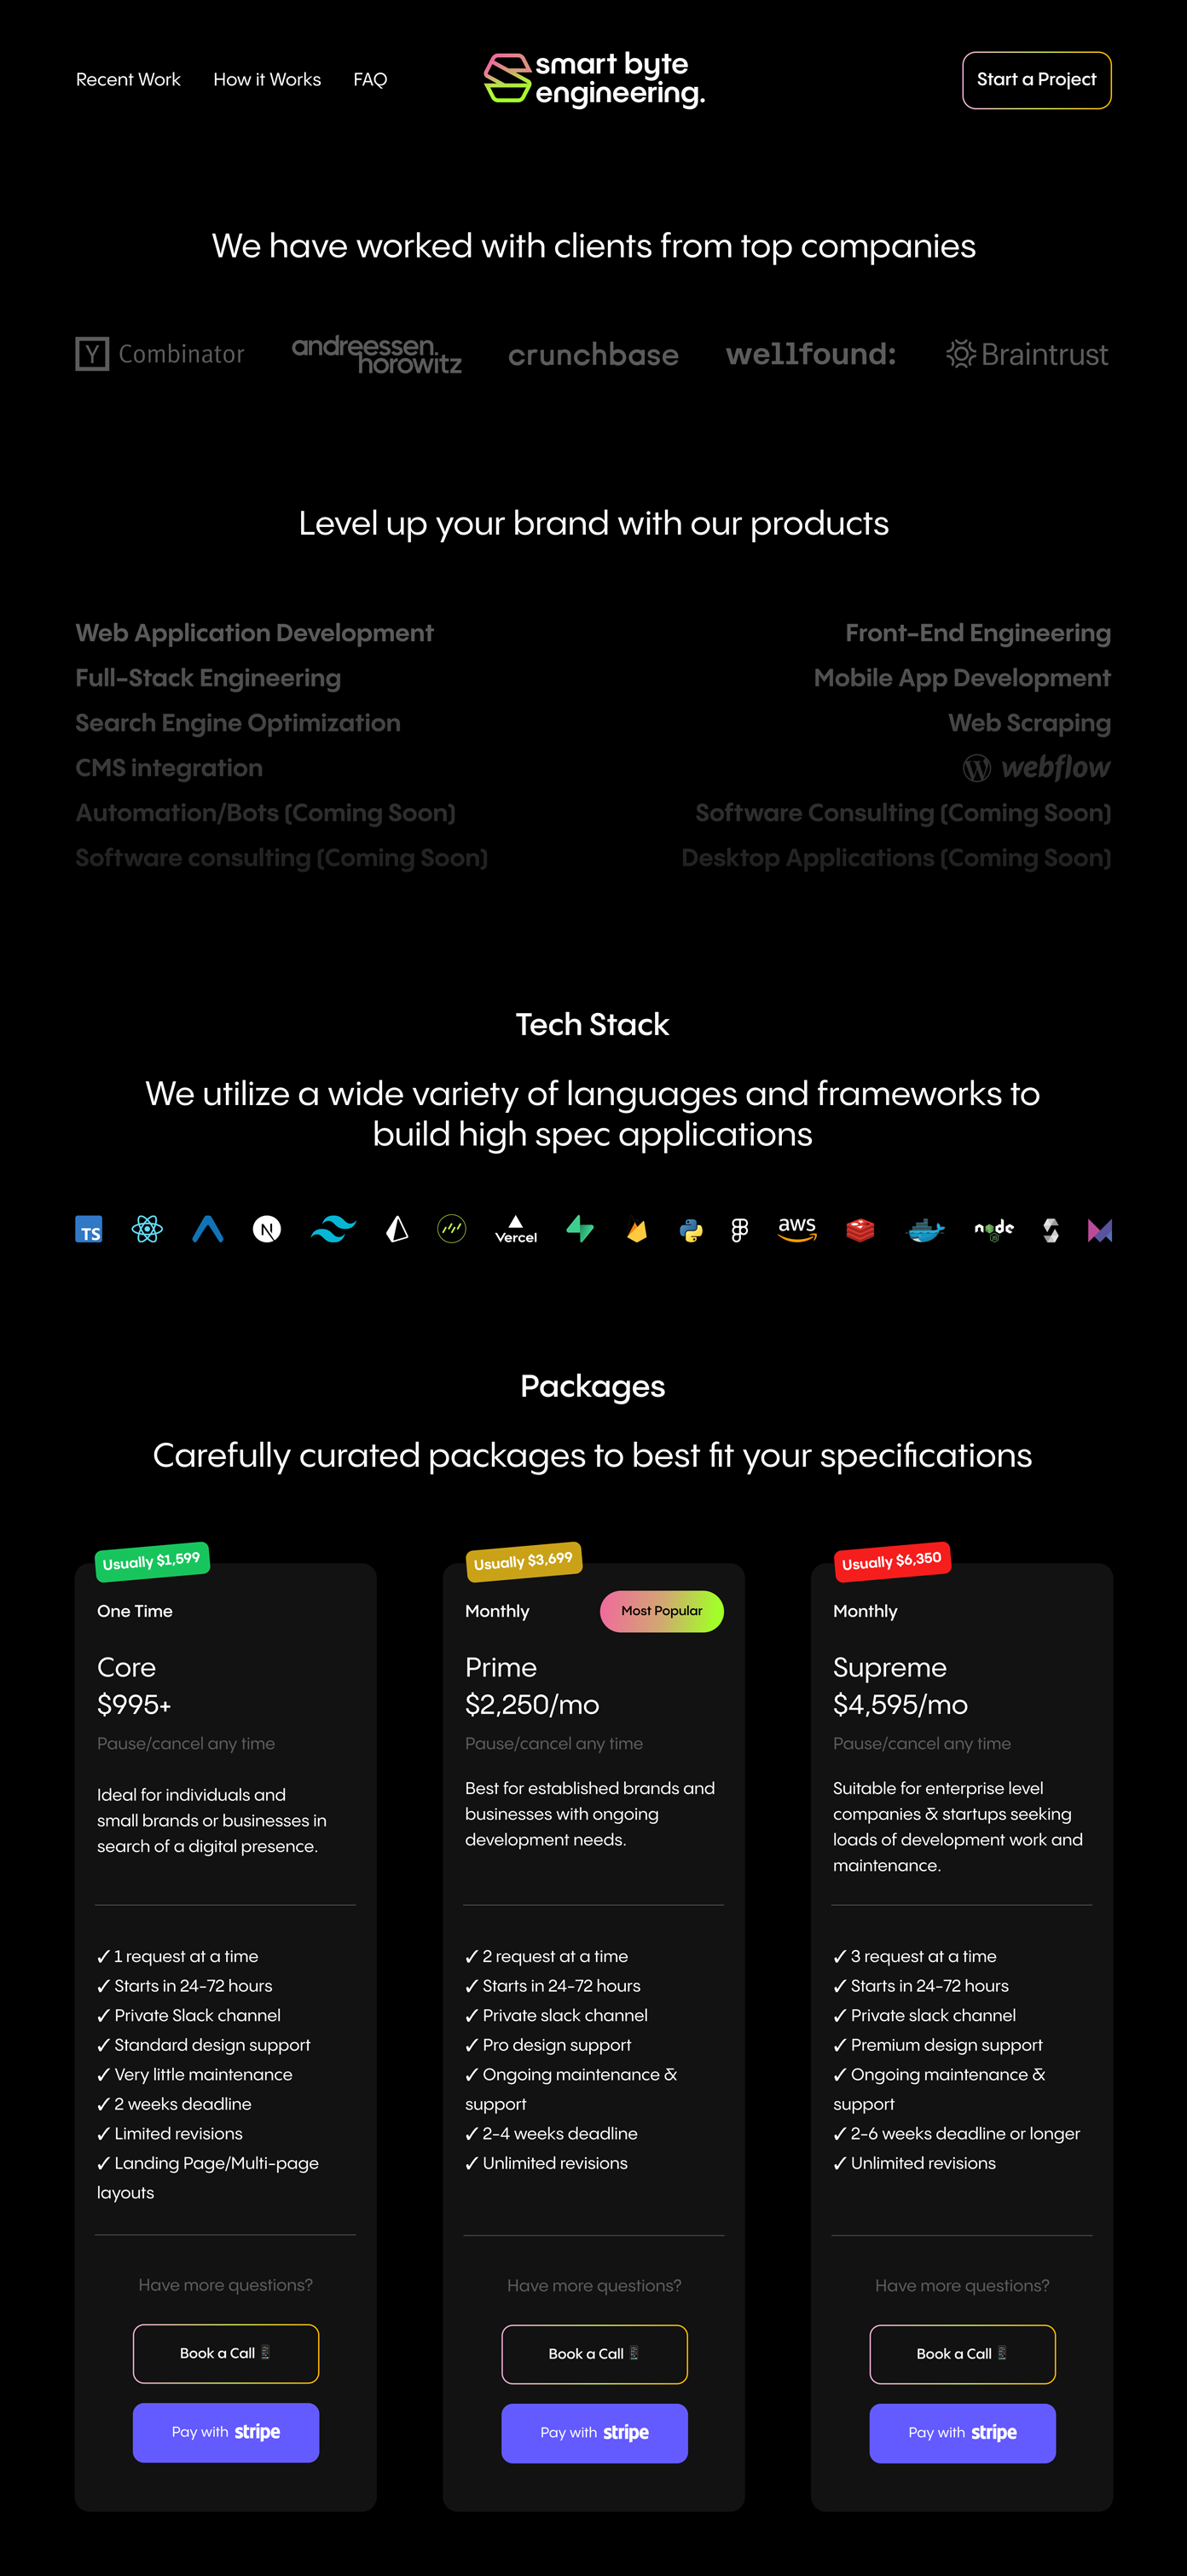 Recent Work
How it Works
FAQ
smart byte
engineering.
Start a Project
We have worked with clients from top companies
Y Combinator
andreessen.
horowitz
crunchbase
wellfound:
Braintrust
Level up your brand with our products
Web Application Development
Front-End Engineering
Full-Stack Engineering
Mobile App Development
Search Engine Optimization
Web Scraping
CMS integration
W webflow
Automation/Bots (Coming Soon)
Software Consulting (Coming Soon)
Software consulting (Coming Soon)
Desktop Applications (Coming Soon)
Tech Stack
We utilize a wide variety of languages and frameworks to
build high spec applications
TS
N
Vercel
aws
node
JS
Packages
Carefully curated packages to best fit your specifications
Usually $1,599
One Time
Core
$995+
Pause/cancel any time
Ideal for individuals and
small brands or businesses in
search of a digital presence.
✓ 1 request at a time
✓ Starts in 24-72 hours
✓ Private Slack channel
✓ Standard design support
✓ Very little maintenance
✓ 2 weeks deadline
✓ Limited revisions
✓ Landing Page/Multi-page
layouts
Have more questions?
Book a Call
Pay with stripe
Usually $3,699
Monthly
Most Popular
Prime
$2,250/mo
Pause/cancel any time
Best for established brands and
businesses with ongoing
development needs.
✓ 2 request at a time
✓ Starts in 24-72 hours
✓ Private slack channel
✓ Pro design support
✓ Ongoing maintenance &
support
✓ 2-4 weeks deadline
✓ Unlimited revisions
Have more questions?
Book a Call
Pay with stripe
Usually $6,350
Monthly
Supreme
$4,595/mo
Pause/cancel any time
Suitable for enterprise level
companies & startups seeking
loads of development work and
maintenance.
✓ 3 request at a time
✓ Starts in 24-72 hours
✓ Private slack channel
✓ Premium design support
✓ Ongoing maintenance &
support
✓ 2-6 weeks deadline or longer
✓ Unlimited revisions
Have more questions?
Book a Call
Pay with stripe